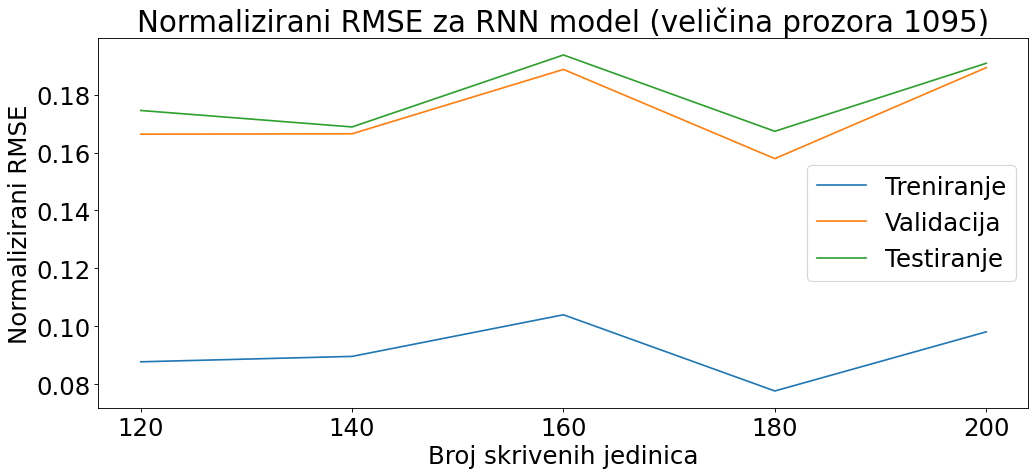 Normalizirani RMSE za RNN model (veličina prozora 1095)
Normalizirani RMSE
0.18
0.16
0.14
0.12
0.10
0.08
Treniranje
Validacija
Testiranje
120 140 160 180 200
Broj skrivenih jedinica